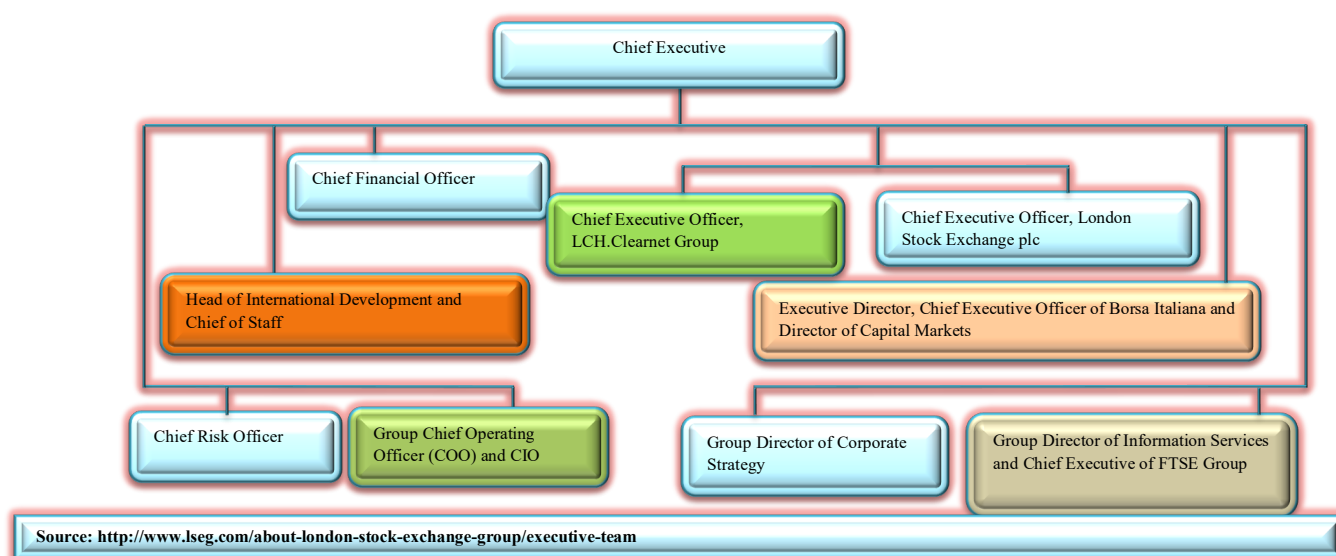 Chief Executive
Chief Financial Officer
Chief Executive Officer,
LCH.Clearnet Group
Chief Executive Officer, London
Stock Exchange plc
Head of International Development and
Chief of Staff
Executive Director, Chief Executive Officer of Borsa Italiana and
Director of Capital Markets
Chief Risk Officer
Group Chief Operating
Officer (COO) and CIO
Group Director of Corporate
Strategy
Group Director of Information Services
and Chief Executive of FTSE Group
Source: http://www.lseg.com/about-london-stock-exchange-group/executive-team